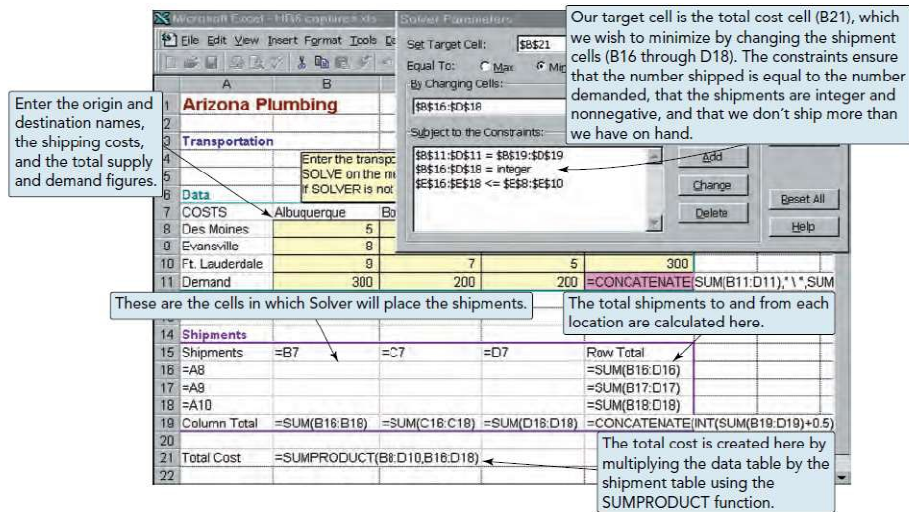 Microsoft Excel - HR6 captures.xls
Solver Parameters
File Edit View Insert Format Tools
Set Target Cell: $B$21
Equal To: Max Min
By Changing Cells:
$B$16:$D$18
Subject to the Constraints:
$B$11:$D$11 = $B$19:$D$19
$B$16:$D$18 = integer
$E$16:$E$18 <= $E$8:$E$10
Add
Change
Delete
Reset All
Help
Our target cell is the total cost cell (B21), which
we wish to minimize by changing the shipment
cells (B16 through D18). The constraints ensure
that the number shipped is equal to the number
demanded, that the shipments are integer and
nonnegative, and that we don't ship more than
we have on hand.
Enter the origin and
destination names,
the shipping costs,
and the total supply
and demand figures.
A B
1 Arizona Plumbing
2
3 Transportation
4 Enter the transp
5 SOLVE on the m
If SOLVER is not
6 Data
7 COSTS Albuquerque Bo
8 Des Moines 5
9 Evansville 8
10 Ft. Lauderdale 9 7 5 300
11 Demand 300 200 200 =CONCATENATE(SUM(B11:D11)," \ ",SUM
These are the cells in which Solver will place the shipments.
The total shipments to and from each
location are calculated here.
14 Shipments
15 Shipments =B7 =C7 =D7 Row Total
16 =A8 =SUM(B16:D16)
17 =A9 =SUM(B17:D17)
18 =A10 =SUM(B18:D18)
19 Column Total =SUM(B16:B18) =SUM(C16:C18) =SUM(D16:D18) =CONCATENATE(INT(SUM(B19:D19)+0.5)
20
21 Total Cost =SUMPRODUCT(B8:D10,B16:D18)
22
The total cost is created here by
multiplying the data table by the
shipment table using the
SUMPRODUCT function.